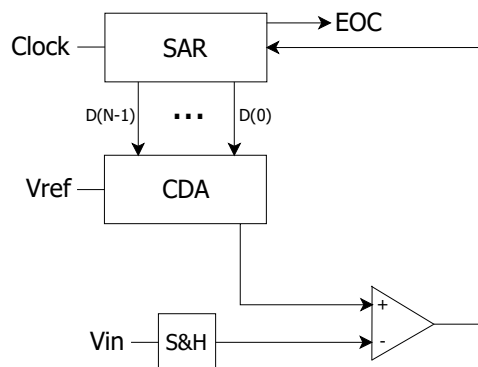 EOC
Clock
SAR
D(N-1)
...
D(0)
Vref
CDA
+
-
Vin
S&H